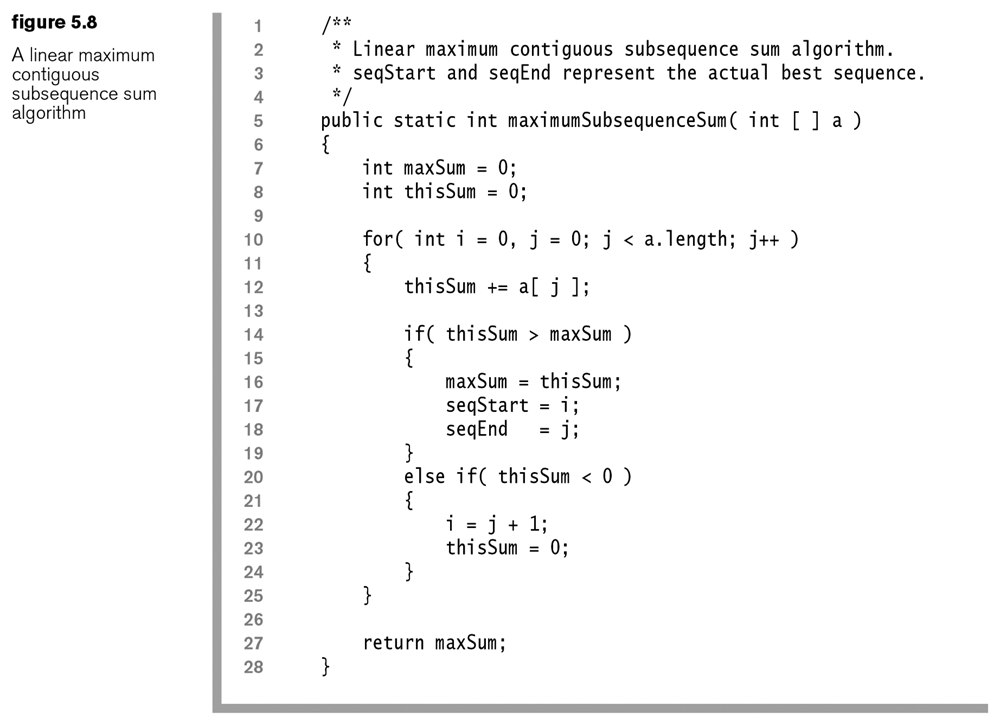 figure 5.8
A linear maximum
contiguous
subsequence sum
algorithm
1 /**
2  * Linear maximum contiguous subsequence sum algorithm.
3  * seqStart and seqEnd represent the actual best sequence.
4  */
5 public static int maximumSubsequenceSum( int [ ] a )
6 {
7     int maxSum = 0;
8     int thisSum = 0;
9
10     for( int i = 0, j = 0; j < a.length; j++ )
11     {
12         thisSum += a[ j ];
13
14         if( thisSum > maxSum )
15         {
16             maxSum = thisSum;
17             seqStart = i;
18             seqEnd   = j;
19         }
20         else if( thisSum < 0 )
21         {
22             i = j + 1;
23             thisSum = 0;
24         }
25     }
26
27     return maxSum;
28 }